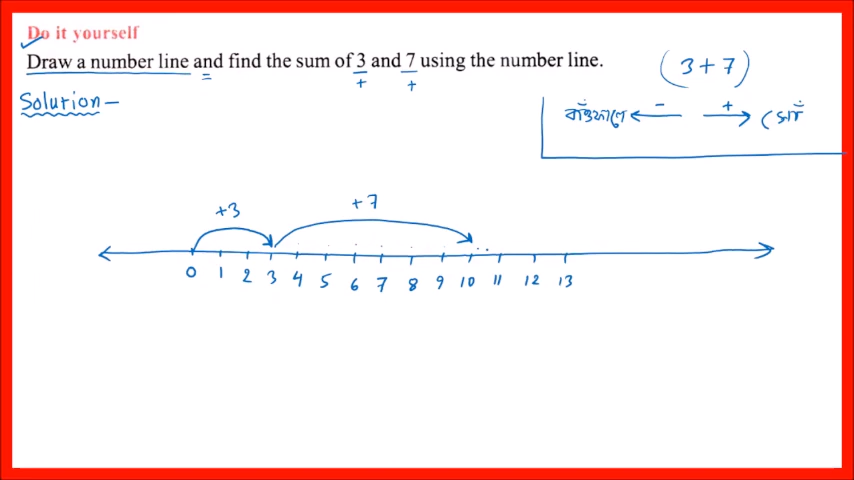 Do it yourself
Draw a number line and find the sum of 3 and 7 using the number line.
+ +
(3+7)
Solution-
- +
+3 +7
0 1 2 3 4 5 6 7 8 9 10 11 12 13